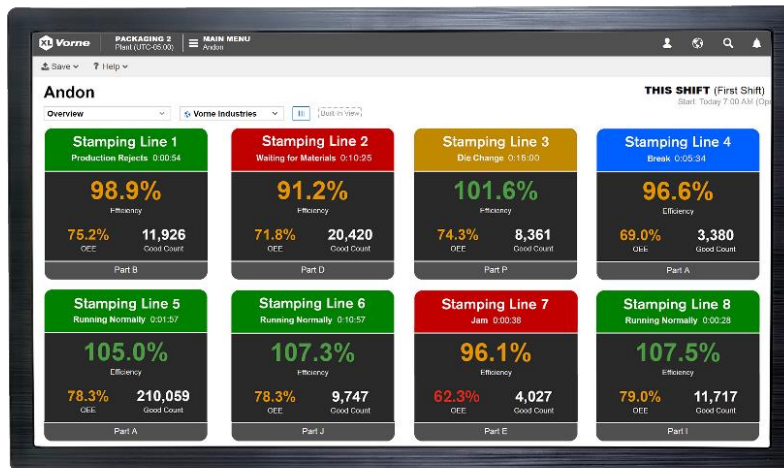 XL Vorne
PACKAGING 2
Plant (UTC-05:00)
MAIN MENU
Andon
Save
? Help
Andon
THIS SHIFT (First Shift)
Start: Today 7:00 AM (Op
Overview
Vorne Industries
Built-In View
Stamping Line 1
Production Rejects 0:00:54
98.9%
Efficiency
75.2% 11,926
OEE Good Count
Part B
Stamping Line 2
Waiting for Materials 0:10:25
91.2%
Efficiency
71.8% 20,420
OEE Good Count
Part D
Stamping Line 3
Die Change 0:15:00
101.6%
Efficiency
74.3% 8,361
OEE Good Count
Part P
Stamping Line 4
Break 0:05:34
96.6%
Efficiency
69.0% 3,380
OEE Good Count
Part A
Stamping Line 5
Running Normally 0:01:57
105.0%
Efficiency
78.3% 210,059
OEE Good Count
Part A
Stamping Line 6
Running Normally 0:10:57
107.3%
Efficiency
78.3% 9,747
OEE Good Count
Part J
Stamping Line 7
Jam 0:00:38
96.1%
Efficiency
62.3% 4,027
OEE Good Count
Part E
Stamping Line 8
Running Normally 0:00:28
107.5%
Efficiency
79.0% 11,717
OEE Good Count
Part I